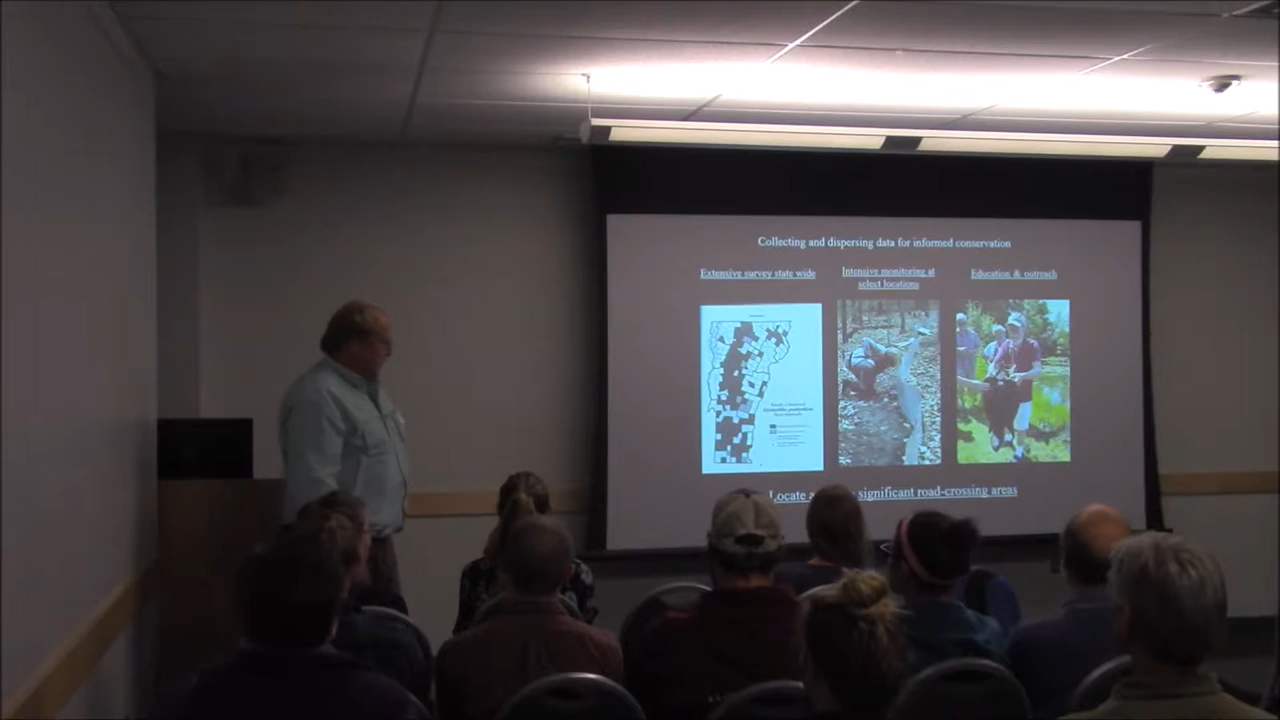 Collecting and dispersing data for informed conservation
Extensive survey state wide
Intensive monitoring at
select locations
Education & outreach
Locate
significant road-crossing areas